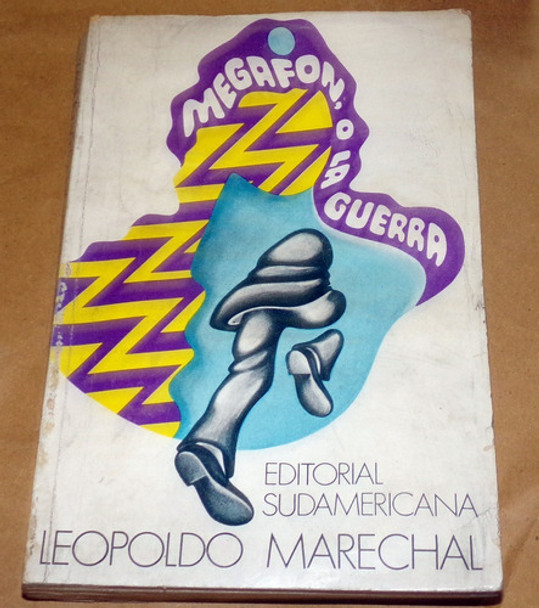 MEGAFON, O LA GUERRA
EDITORIAL
SUDAMERICANA
LEOPOLDO MARECHAL